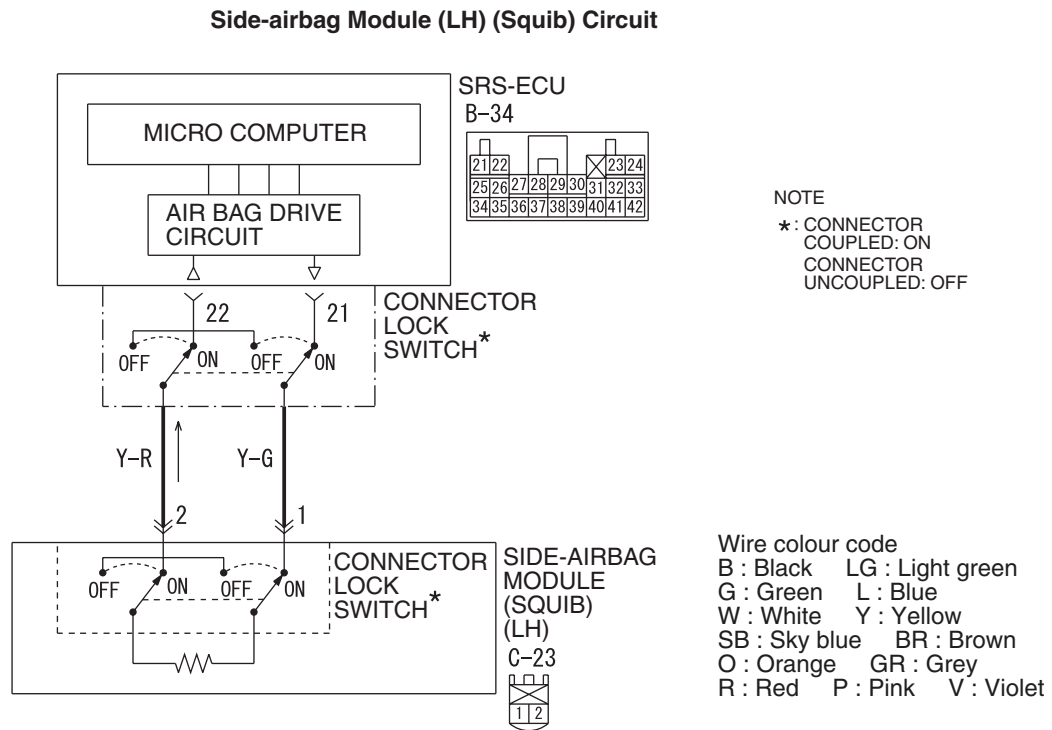 Side-airbag Module (LH) (Squib) Circuit
SRS-ECU
B-34
MICRO COMPUTER
AIR BAG DRIVE
CIRCUIT
21 22 23 24
25 26 27 28 29 30 31 32 33
34 35 36 37 38 39 40 41 42
NOTE
*: CONNECTOR
COUPLED: ON
CONNECTOR
UNCOUPLED: OFF
22 21
CONNECTOR
LOCK
SWITCH*
OFF ON OFF ON
Y-R Y-G
2 1
CONNECTOR
LOCK
SWITCH*
OFF ON OFF ON
SIDE-AIRBAG
MODULE
(SQUIB)
(LH)
C-23
1 2
Wire colour code
B : Black LG : Light green
G : Green L : Blue
W : White Y : Yellow
SB : Sky blue BR : Brown
O : Orange GR : Grey
R : Red P : Pink V : Violet